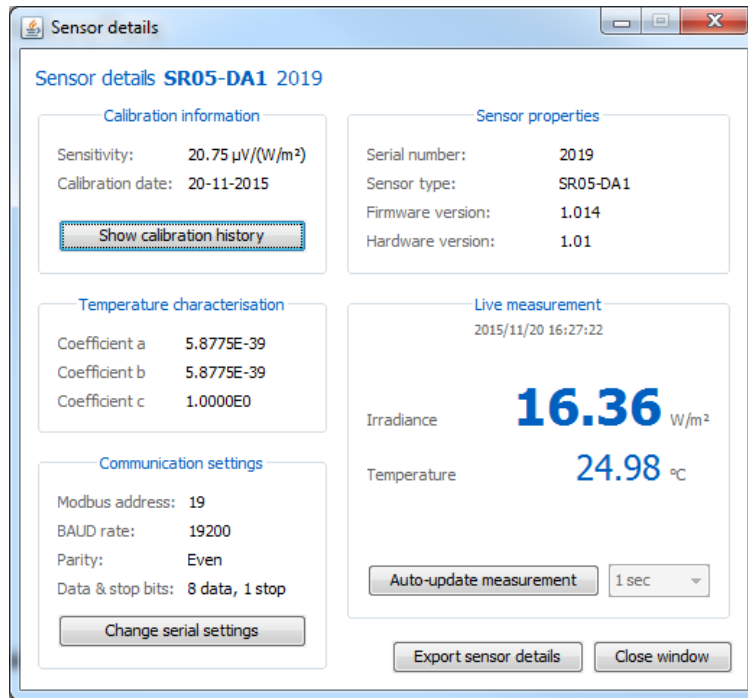 Sensor details
Sensor details SR05-DA1 2019
Calibration information
Sensitivity: 20.75 µV/(W/m²)
Calibration date: 20-11-2015
Show calibration history
Sensor properties
Serial number: 2019
Sensor type: SR05-DA1
Firmware version: 1.014
Hardware version: 1.01
Temperature characterisation
Coefficient a 5.8775E-39
Coefficient b 5.8775E-39
Coefficient c 1.0000E0
Live measurement
2015/11/20 16:27:22
Irradiance 16.36 W/m²
Temperature 24.98 ºC
Auto-update measurement 1 sec
Communication settings
Modbus address: 19
BAUD rate: 19200
Parity: Even
Data & stop bits: 8 data, 1 stop
Change serial settings
Export sensor details Close window